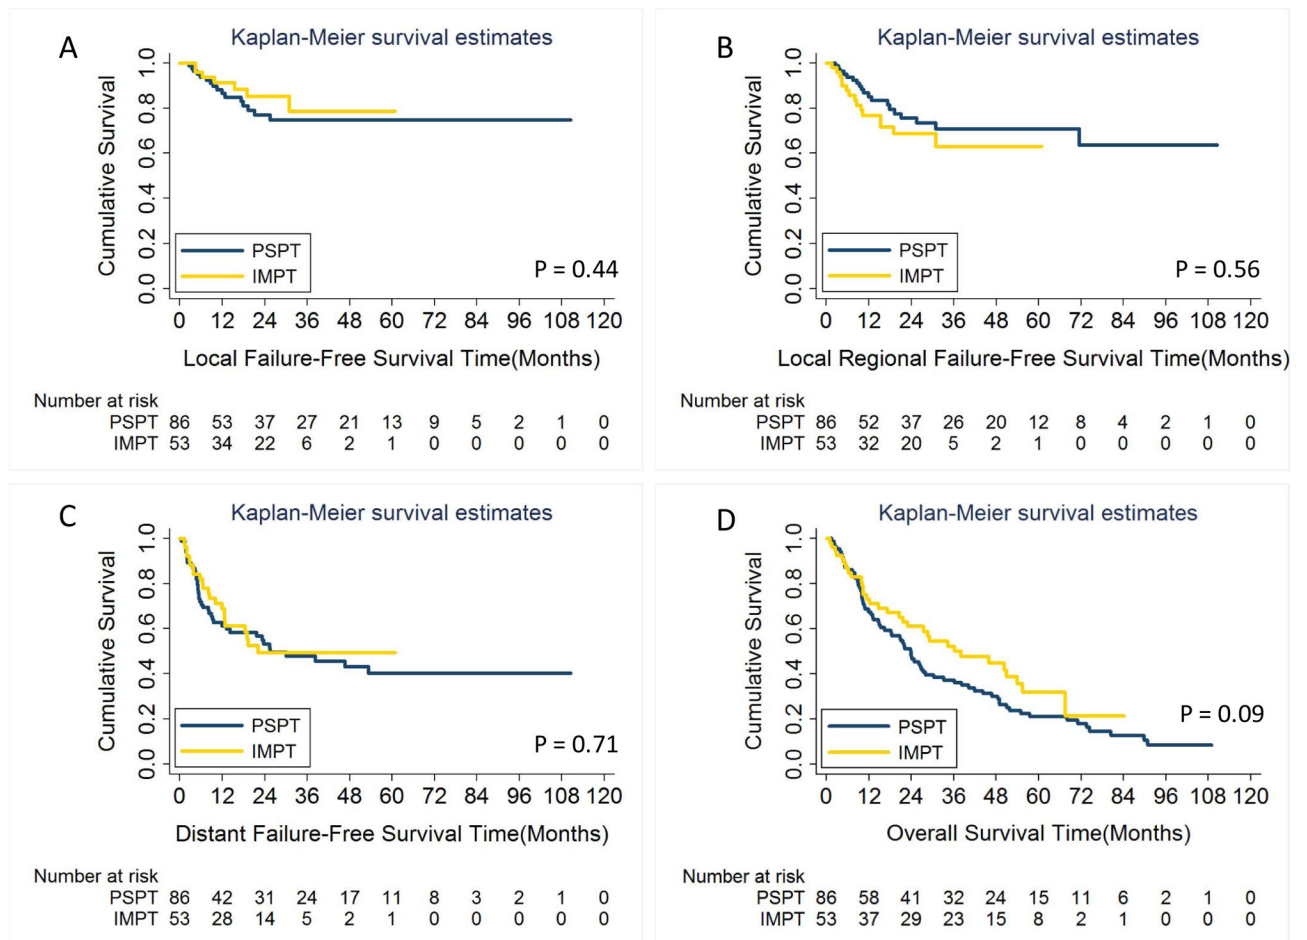 A
Kaplan-Meier survival estimates
Cumulative Survival
1.0
0.8
0.6
0.4
0.2
0.0
PSPT
IMPT
P = 0.44
0 12 24 36 48 60 72 84 96 108 120
Local Failure-Free Survival Time(Months)
Number at risk
PSPT 86 53 37 27 21 13 9 5 2 1 0
IMPT 53 34 22 6 2 1 0 0 0 0 0
B
Kaplan-Meier survival estimates
Cumulative Survival
1.0
0.8
0.6
0.4
0.2
0.0
PSPT
IMPT
P = 0.56
0 12 24 36 48 60 72 84 96 108 120
Local Regional Failure-Free Survival Time(Months)
Number at risk
PSPT 86 52 37 26 20 12 8 4 2 1 0
IMPT 53 32 20 5 2 1 0 0 0 0 0
C
Kaplan-Meier survival estimates
Cumulative Survival
1.0
0.8
0.6
0.4
0.2
0.0
PSPT
IMPT
P = 0.71
0 12 24 36 48 60 72 84 96 108 120
Distant Failure-Free Survival Time(Months)
Number at risk
PSPT 86 42 31 24 17 11 8 3 2 1 0
IMPT 53 28 14 5 2 1 0 0 0 0 0
D
Kaplan-Meier survival estimates
Cumulative Survival
1.0
0.8
0.6
0.4
0.2
0.0
PSPT
IMPT
P = 0.09
0 12 24 36 48 60 72 84 96 108 120
Overall Survival Time(Months)
Number at risk
PSPT 86 58 41 32 24 15 11 6 2 1 0
IMPT 53 37 29 23 15 8 2 1 0 0 0